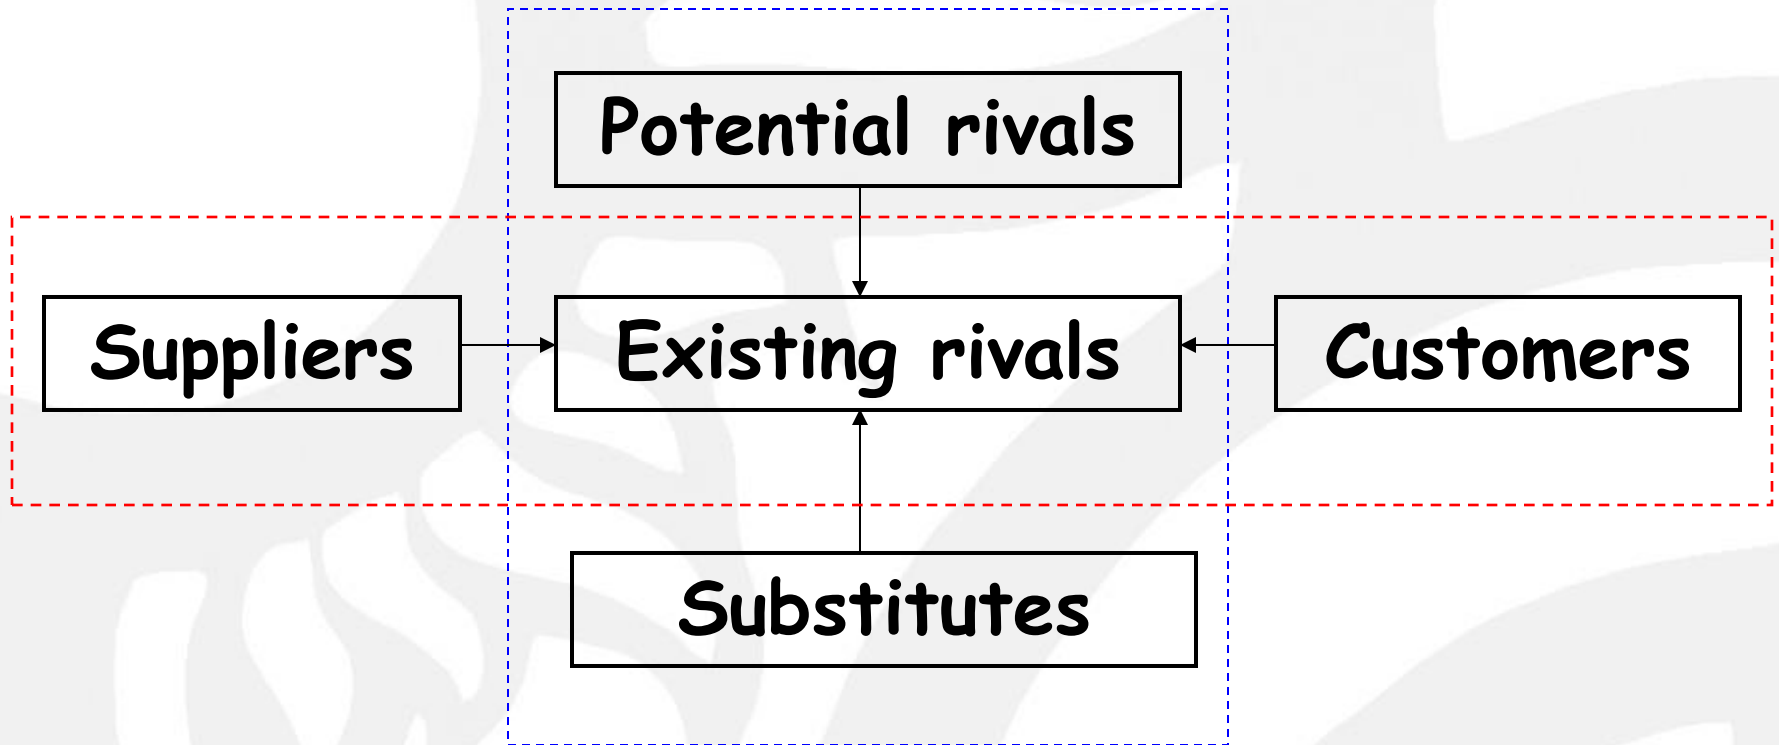 Potential rivals
Suppliers
Existing rivals
Customers
Substitutes